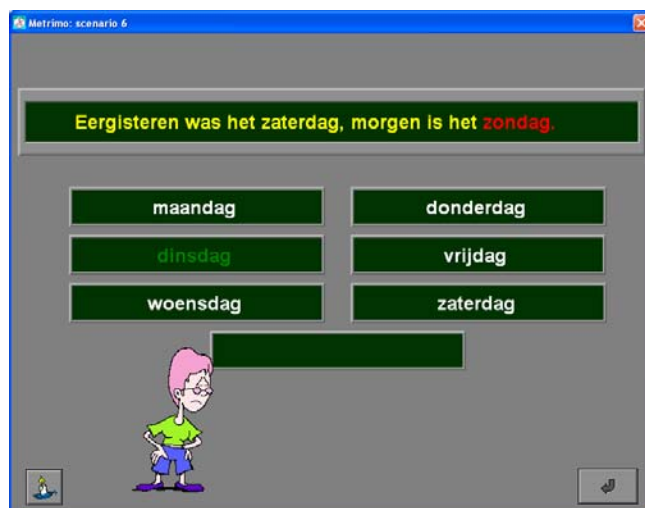 Metrimo: scenario 6
Eergisteren was het zaterdag, morgen is het zondag.
maandag
donderdag
dinsdag
vrijdag
woensdag
zaterdag